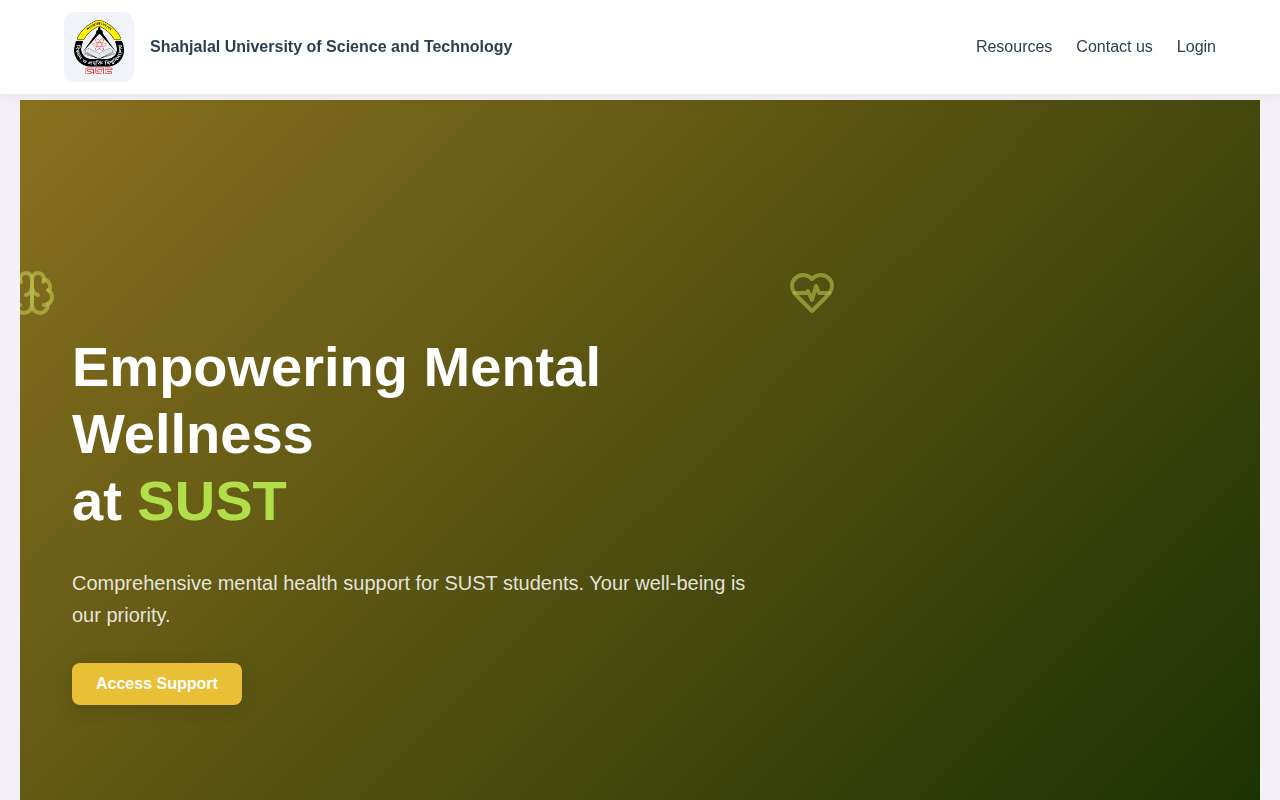 Shahjalal University of Science and Technology
Resources
Contact us
Login
Empowering Mental
Wellness
at SUST
Comprehensive mental health support for SUST students. Your well-being is
our priority.
Access Support